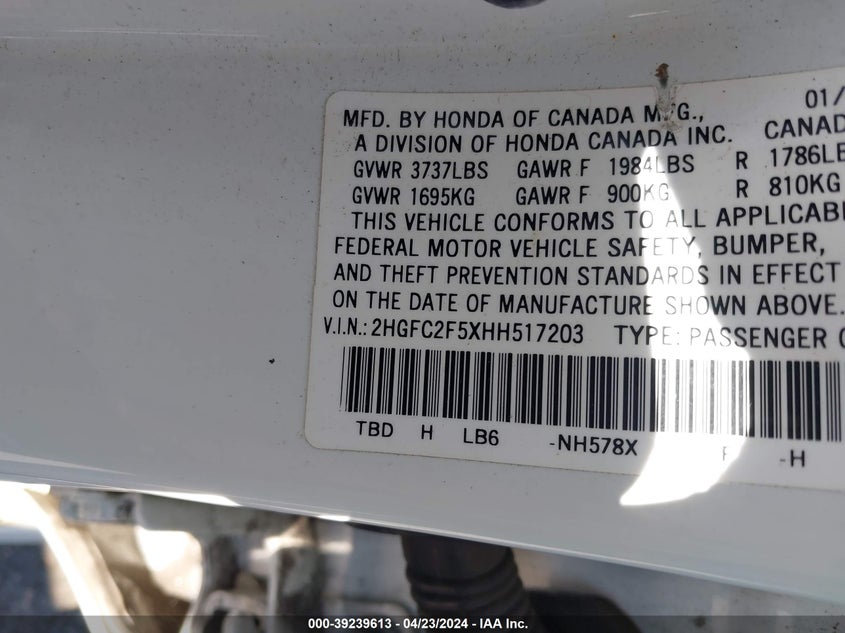 01/
MFD. BY HONDA OF CANADA MFG.,
A DIVISION OF HONDA CANADA INC. CANAD
GVWR 3737LBS GAWR F 1984LBS R 1786LB
GVWR 1695KG GAWR F 900KG R 810KG
THIS VEHICLE CONFORMS TO ALL APPLICABL
FEDERAL MOTOR VEHICLE SAFETY, BUMPER,
AND THEFT PREVENTION STANDARDS IN EFFECT
ON THE DATE OF MANUFACTURE SHOWN ABOVE.
V.I.N.: 2HGFC2F5XHH517203 TYPE: PASSENGER C
TBD H LB6 -NH578X -H
000-39239613 - 04/23/2024 - IAA Inc.